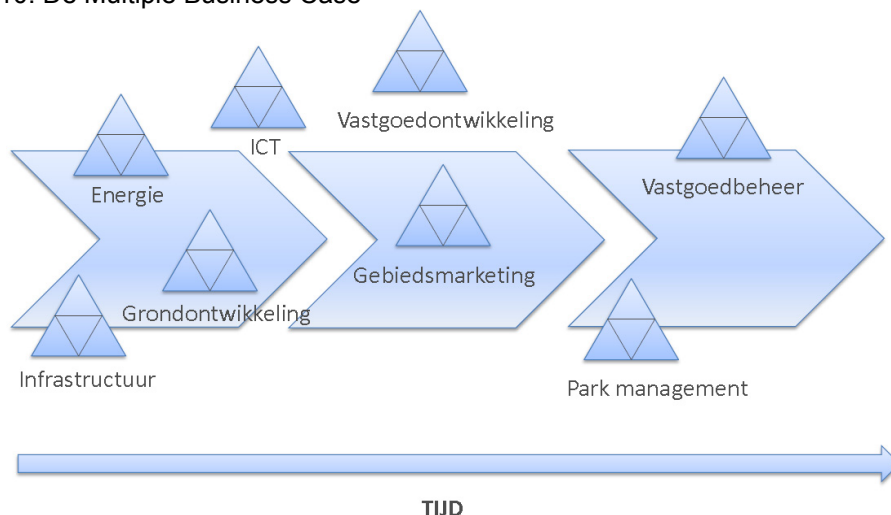 10. De Multiple Business Case
Vastgoedontwikkeling
ICT
Energie
Vastgoedbeheer
Gebiedsmarketing
Grondontwikkeling
Infrastructuur
Park management
TIJD